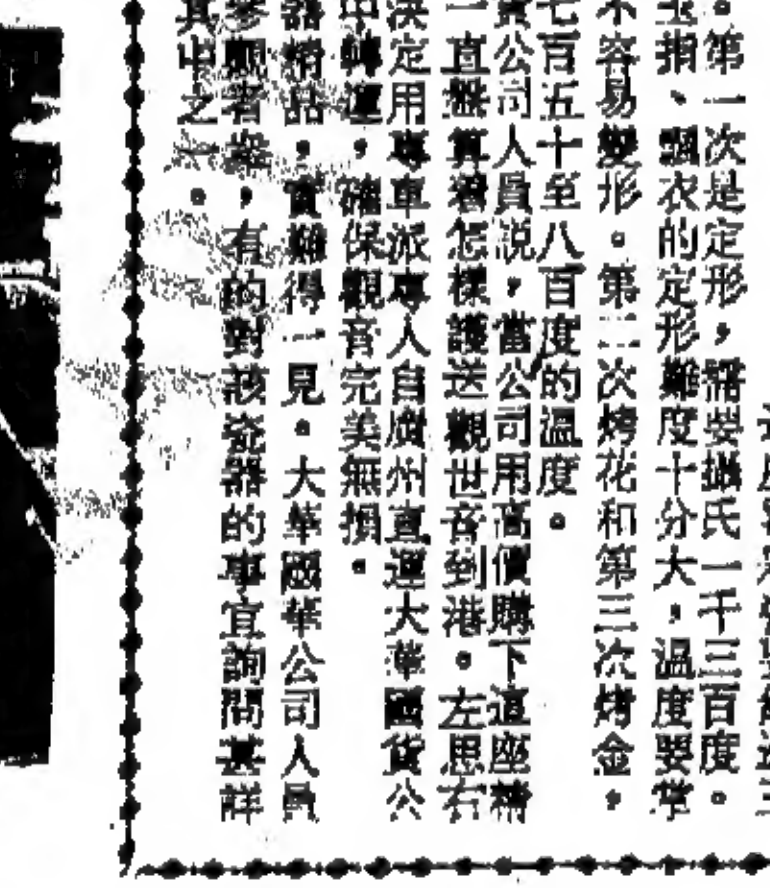 。第一次是定形，需要攝氏一千三百度。
玉指、飄衣的定形難度十分大，溫度要掌
不容易變形。第二次烤花和第三次烤金，
七百五十至八百度的溫度。
貨公司人員說，當公司用高價購下這座精
一直盤算着怎樣護送觀世音到港。左思右
決定用專車派專人自廣州直運大華國貨公
中轉運，確保觀音完美無損。
器精品，實難得一見。大華國華公司人員
參觀者衆，有的對該瓷器的事宜詢問甚詳
其中之一。